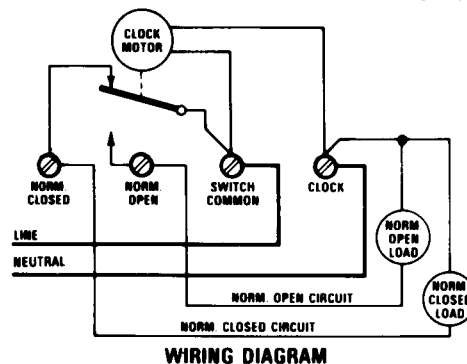 CLOCK
MOTOR
NORM.
CLOSED
NORM.
OPEN
SWITCH
COMMON
CLOCK
LINE
NEUTRAL
NORM.
OPEN
LOAD
NORM
CLOSED
LOAD
NORM. OPEN CIRCUIT
NORM. CLOSED CIRCUIT
WIRING DIAGRAM